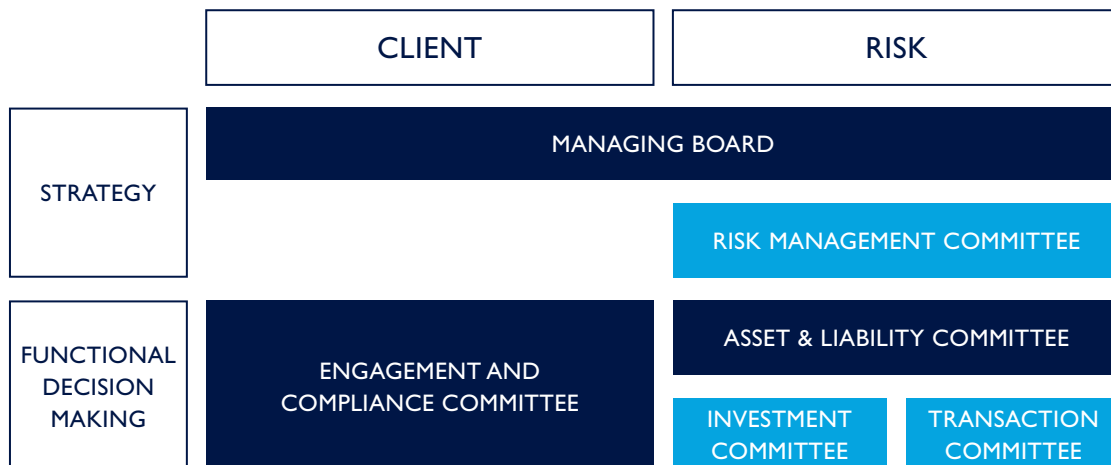 CLIENT
RISK
STRATEGY
MANAGING BOARD
RISK MANAGEMENT COMMITTEE
FUNCTIONAL
DECISION
MAKING
ENGAGEMENT AND
COMPLIANCE COMMITTEE
ASSET & LIABILITY COMMITTEE
INVESTMENT
COMMITTEE
TRANSACTION
COMMITTEE